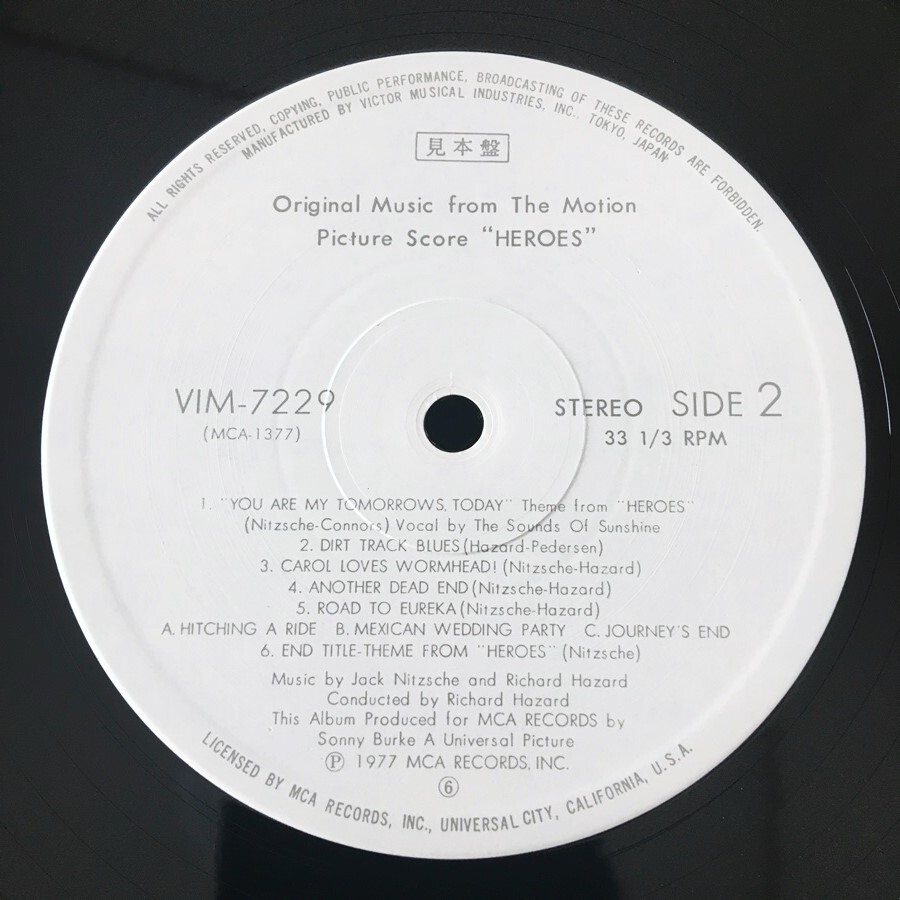 ALL RIGHTS RESERVED, COPYING, PUBLIC PERFORMANCE, BROADCASTING OF THESE RECORDS ARE FORBIDDEN.
MANUFACTURED BY VICTOR MUSICAL INDUSTRIES, INC., TOKYO, JAPAN
見本盤
Original Music from The Motion
Picture Score "HEROES"
VIM-7229
(MCA-1377)
STEREO SIDE 2
33 1/3 RPM
1. "YOU ARE MY TOMORROWS, TODAY" Theme from "HEROES"
(Nitzsche-Connors) Vocal by The Sounds Of Sunshine
2. DIRT TRACK BLUES (Hazard-Pedersen)
3. CAROL LOVES WORMHEAD! (Nitzsche-Hazard)
4. ANOTHER DEAD END (Nitzsche-Hazard)
5. ROAD TO EUREKA (Nitzsche-Hazard)
A. HITCHING A RIDE B. MEXICAN WEDDING PARTY C. JOURNEY'S END
6. END TITLE-THEME FROM "HEROES" (Nitzsche)
Music by Jack Nitzsche and Richard Hazard
Conducted by Richard Hazard
This Album Produced for MCA RECORDS by
Sonny Burke A Universal Picture
Ⓟ 1977 MCA RECORDS, INC.
⑥
LICENSED BY MCA RECORDS, INC., UNIVERSAL CITY, CALIFORNIA, U.S.A.